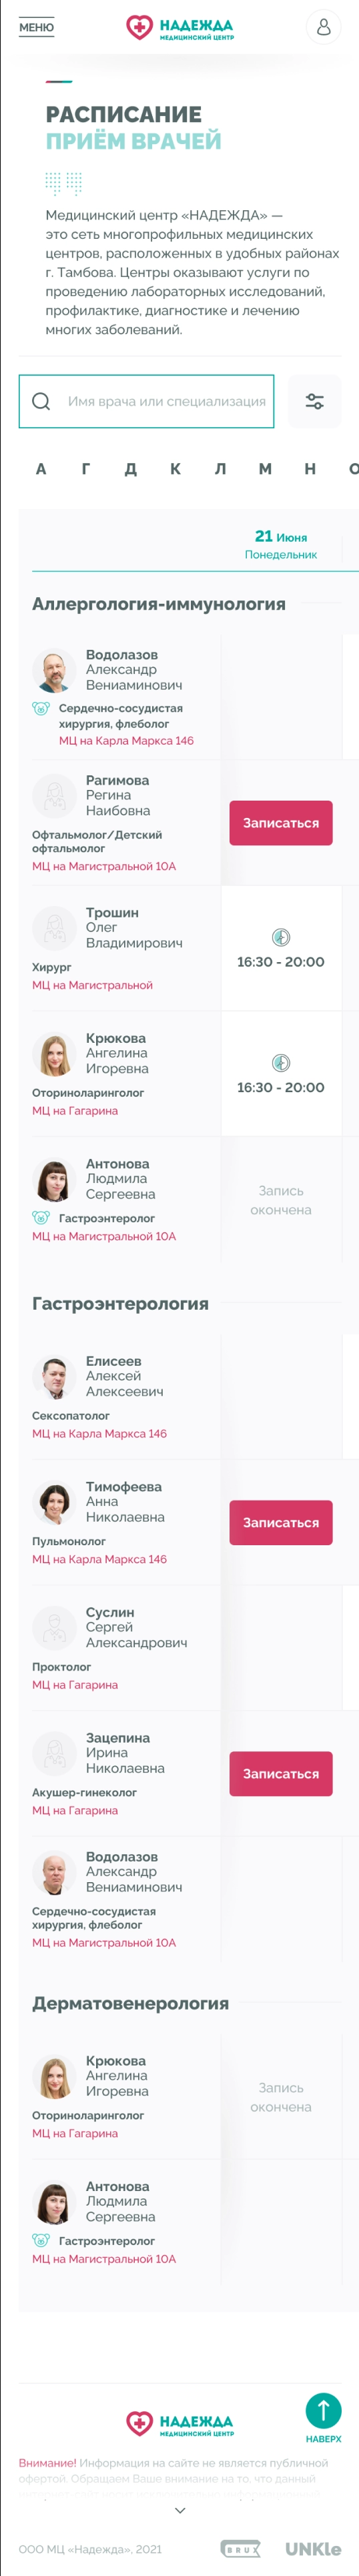 МЕНЮ
НАДЕЖДА
МЕДИЦИНСКИЙ ЦЕНТР
РАСПИСАНИЕ
ПРИЁМ ВРАЧЕЙ
Медицинский центр «НАДЕЖДА» —
это сеть многопрофильных медицинских
центров, расположенных в удобных районах
г. Тамбова. Центры оказывают услуги по
проведению лабораторных исследований,
профилактике, диагностике и лечению
многих заболеваний.
Имя врача или специализация
А Г Д К Л М Н О
21 Июня
Понедельник
Аллергология-иммунология
Водолазов
Александр
Вениаминович
Сердечно-сосудистая
хирургия, флеболог
МЦ на Карла Маркса 146
Рагимова
Регина
Наибовна
Офтальмолог/Детский
офтальмолог
МЦ на Магистральной 10А
Записаться
Трошин
Олег
Владимирович
Хирург
МЦ на Магистральной
16:30 - 20:00
Крюкова
Ангелина
Игоревна
Оториноларинголог
МЦ на Гагарина
16:30 - 20:00
Антонова
Людмила
Сергеевна
Гастроэнтеролог
МЦ на Магистральной 10А
Запись
окончена
Гастроэнтерология
Елисеев
Алексей
Алексеевич
Сексопатолог
МЦ на Карла Маркса 146
Тимофеева
Анна
Николаевна
Пульмонолог
МЦ на Карла Маркса 146
Записаться
Суслин
Сергей
Александрович
Проктолог
МЦ на Гагарина
Зацепина
Ирина
Николаевна
Акушер-гинеколог
МЦ на Гагарина
Записаться
Водолазов
Александр
Вениаминович
Сердечно-сосудистая
хирургия, флеболог
МЦ на Магистральной 10А
Дерматовенерология
Крюкова
Ангелина
Игоревна
Оториноларинголог
МЦ на Гагарина
Запись
окончена
Антонова
Людмила
Сергеевна
Гастроэнтеролог
МЦ на Магистральной 10А
НАДЕЖДА
МЕДИЦИНСКИЙ ЦЕНТР
НАВЕРХ
Внимание! Информация на сайте не является публичной
офертой. Обращаем Ваше внимание на то, что данный
ООО МЦ «Надежда», 2021
BRUX
UNKle